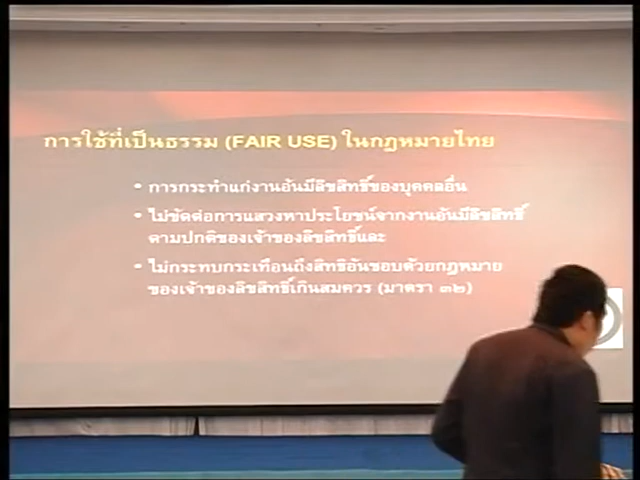 การใช้ที่เป็นธรรม (FAIR USE) ในกฎหมายไทย
• การกระทำแก่งานอันมีลิขสิทธิ์ของบุคคลอื่น
• ไม่ขัดต่อการแสวงหาประโยชน์จากงานอันมีลิขสิทธิ์
ตามปกติของเจ้าของลิขสิทธิ์และ
• ไม่กระทบกระเทือนถึงสิทธิอันชอบด้วยกฎหมาย
ของเจ้าของลิขสิทธิ์เกินสมควร (มาตรา ๓๒)